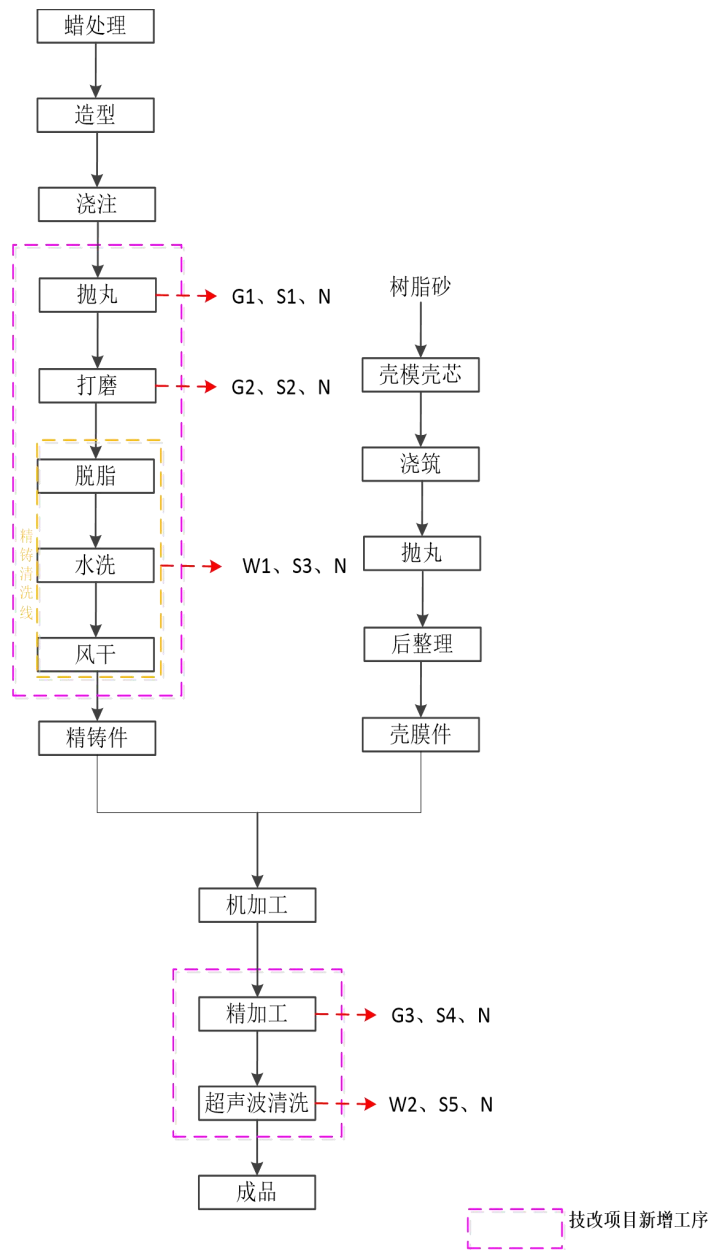 蜡处理
造型
浇注
抛丸
G1、S1、N
打磨
G2、S2、N
精铸清洗线
脱脂
水洗
W1、S3、N
风干
精铸件
树脂砂
壳模壳芯
浇筑
抛丸
后整理
壳膜件
机加工
精加工
G3、S4、N
超声波清洗
W2、S5、N
成品
技改项目新增工序